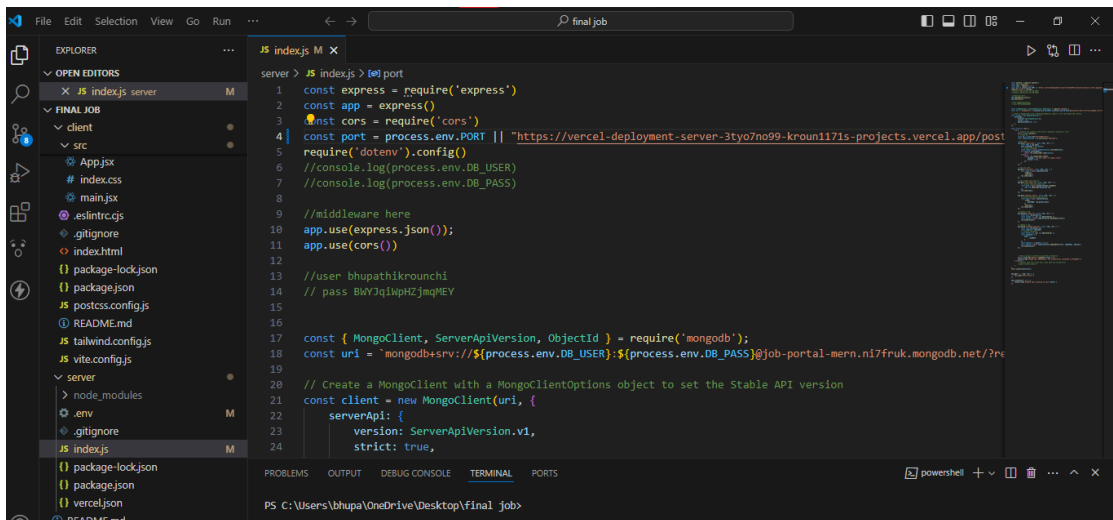 File Edit Selection View Go Run ... final job
EXPLORER ...
OPEN EDITORS
JS index.js server M
FINAL JOB
client
src
App.jsx
# index.css
main.jsx
.eslintrc.cjs
.gitignore
<> index.html
{} package-lock.json
{} package.json
JS postcss.config.js
README.md
JS tailwind.config.js
JS vite.config.js
server
> node_modules
.env M
.gitignore
JS index.js M
{} package-lock.json
{} package.json
{} vercel.json
README.md
8
JS index.js M
server > JS index.js > port
1 const express = require('express')
2 const app = express()
3 const cors = require('cors')
4 const port = process.env.PORT || "https://vercel-deployment-server-3tyo7no99-kroun1171s-projects.vercel.app/post
5 require('dotenv').config()
6 //console.log(process.env.DB_USER)
7 //console.log(process.env.DB_PASS)
8
9 //middleware here
10 app.use(express.json());
11 app.use(cors())
12
13 //user bhupathikrounchi
14 // pass BWYJqiWpHZjmqMEY
15
16
17 const { MongoClient, ServerApiVersion, ObjectId } = require('mongodb');
18 const uri = `mongodb+srv://${process.env.DB_USER}:${process.env.DB_PASS}@job-portal-mern.ni7fruk.mongodb.net/?re
19
20 // Create a MongoClient with a MongoClientOptions object to set the Stable API version
21 const client = new MongoClient(uri, {
22 serverApi: {
23 version: ServerApiVersion.v1,
24 strict: true,
PROBLEMS OUTPUT DEBUG CONSOLE TERMINAL PORTS powershell
PS C:\Users\bhupa\OneDrive\Desktop\final job>